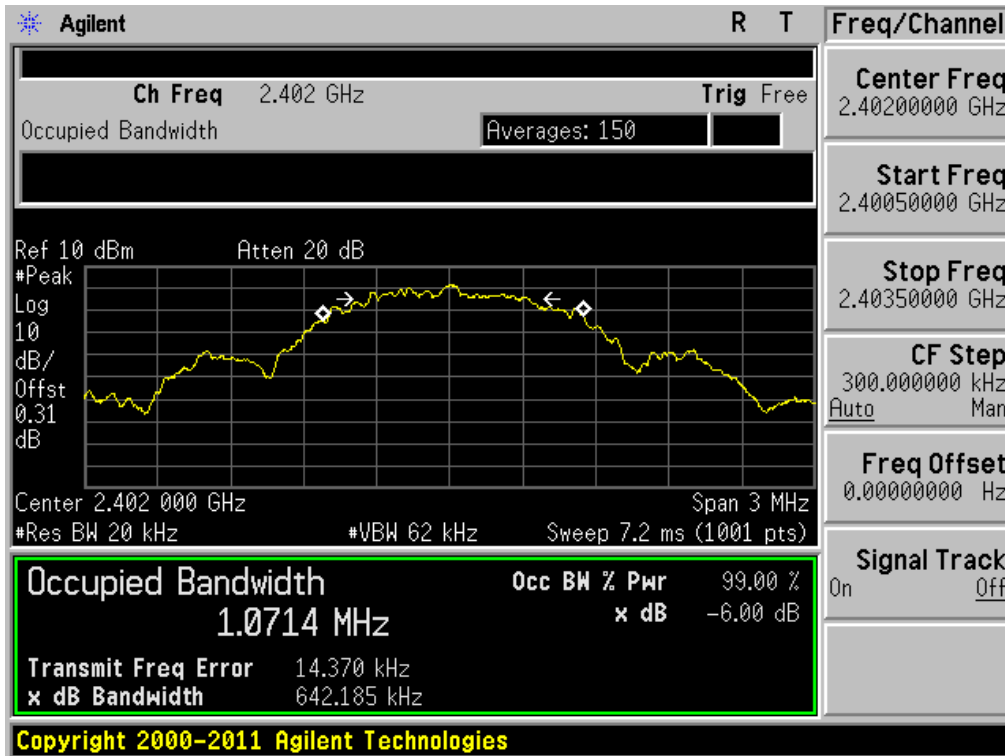 Agilent R T
Freq/Channel
Ch Freq 2.402 GHz Trig Free
Occupied Bandwidth Averages: 150
Ref 10 dBm Atten 20 dB
#Peak
Log
10
dB/
Offst
0.31
dB
Center 2.402 000 GHz Span 3 MHz
#Res BW 20 kHz #VBW 62 kHz Sweep 7.2 ms (1001 pts)
Occupied Bandwidth
1.0714 MHz
Occ BW % Pwr 99.00 %
x dB -6.00 dB
Transmit Freq Error 14.370 kHz
x dB Bandwidth 642.185 kHz
Center Freq
2.40200000 GHz
Start Freq
2.40050000 GHz
Stop Freq
2.40350000 GHz
CF Step
300.000000 kHz
Auto Man
Freq Offset
0.00000000 Hz
Signal Track
On Off
Copyright 2000-2011 Agilent Technologies